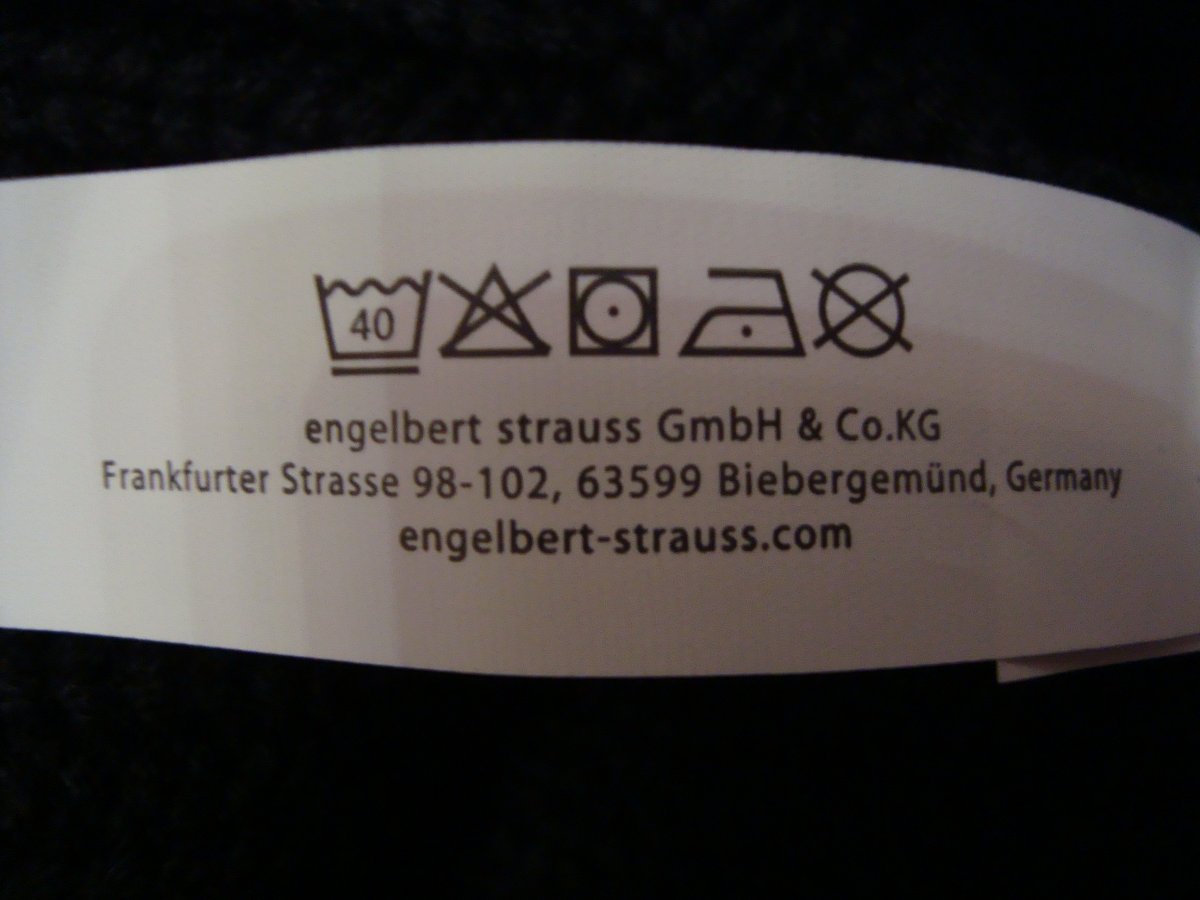 40
engelbert strauss GmbH & Co.KG
Frankfurter Strasse 98-102, 63599 Biebergemünd, Germany
engelbert-strauss.com